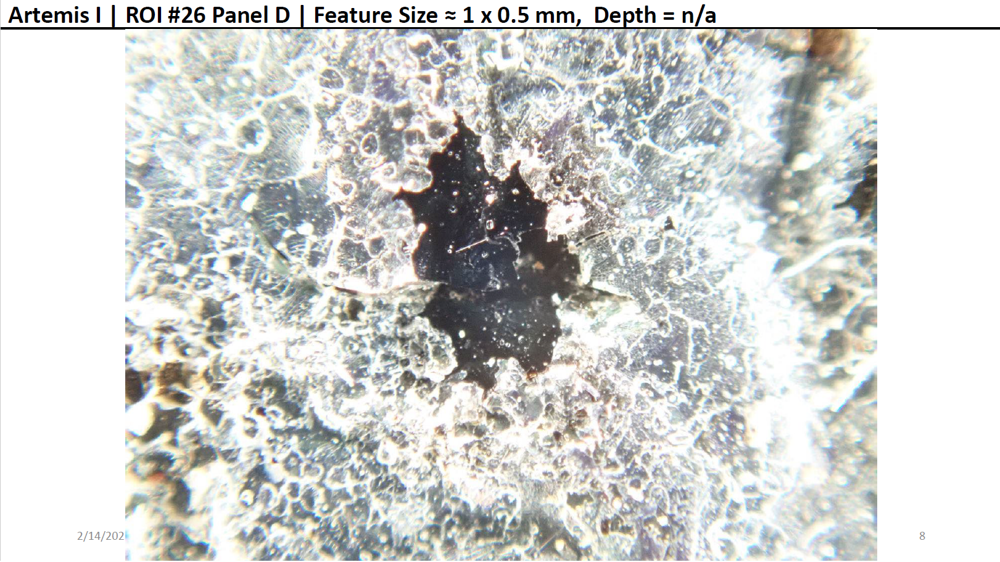 Artemis I | ROI #26 Panel D | Feature Size ≈ 1 x 0.5 mm, Depth = n/a
2/14/202
8